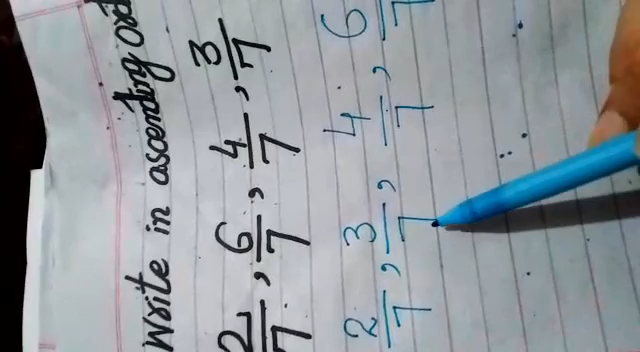 Write in ascending ord
2/7, 6/7, 4/7, 3/7
2/7, 3/7, 4/7, 6/7